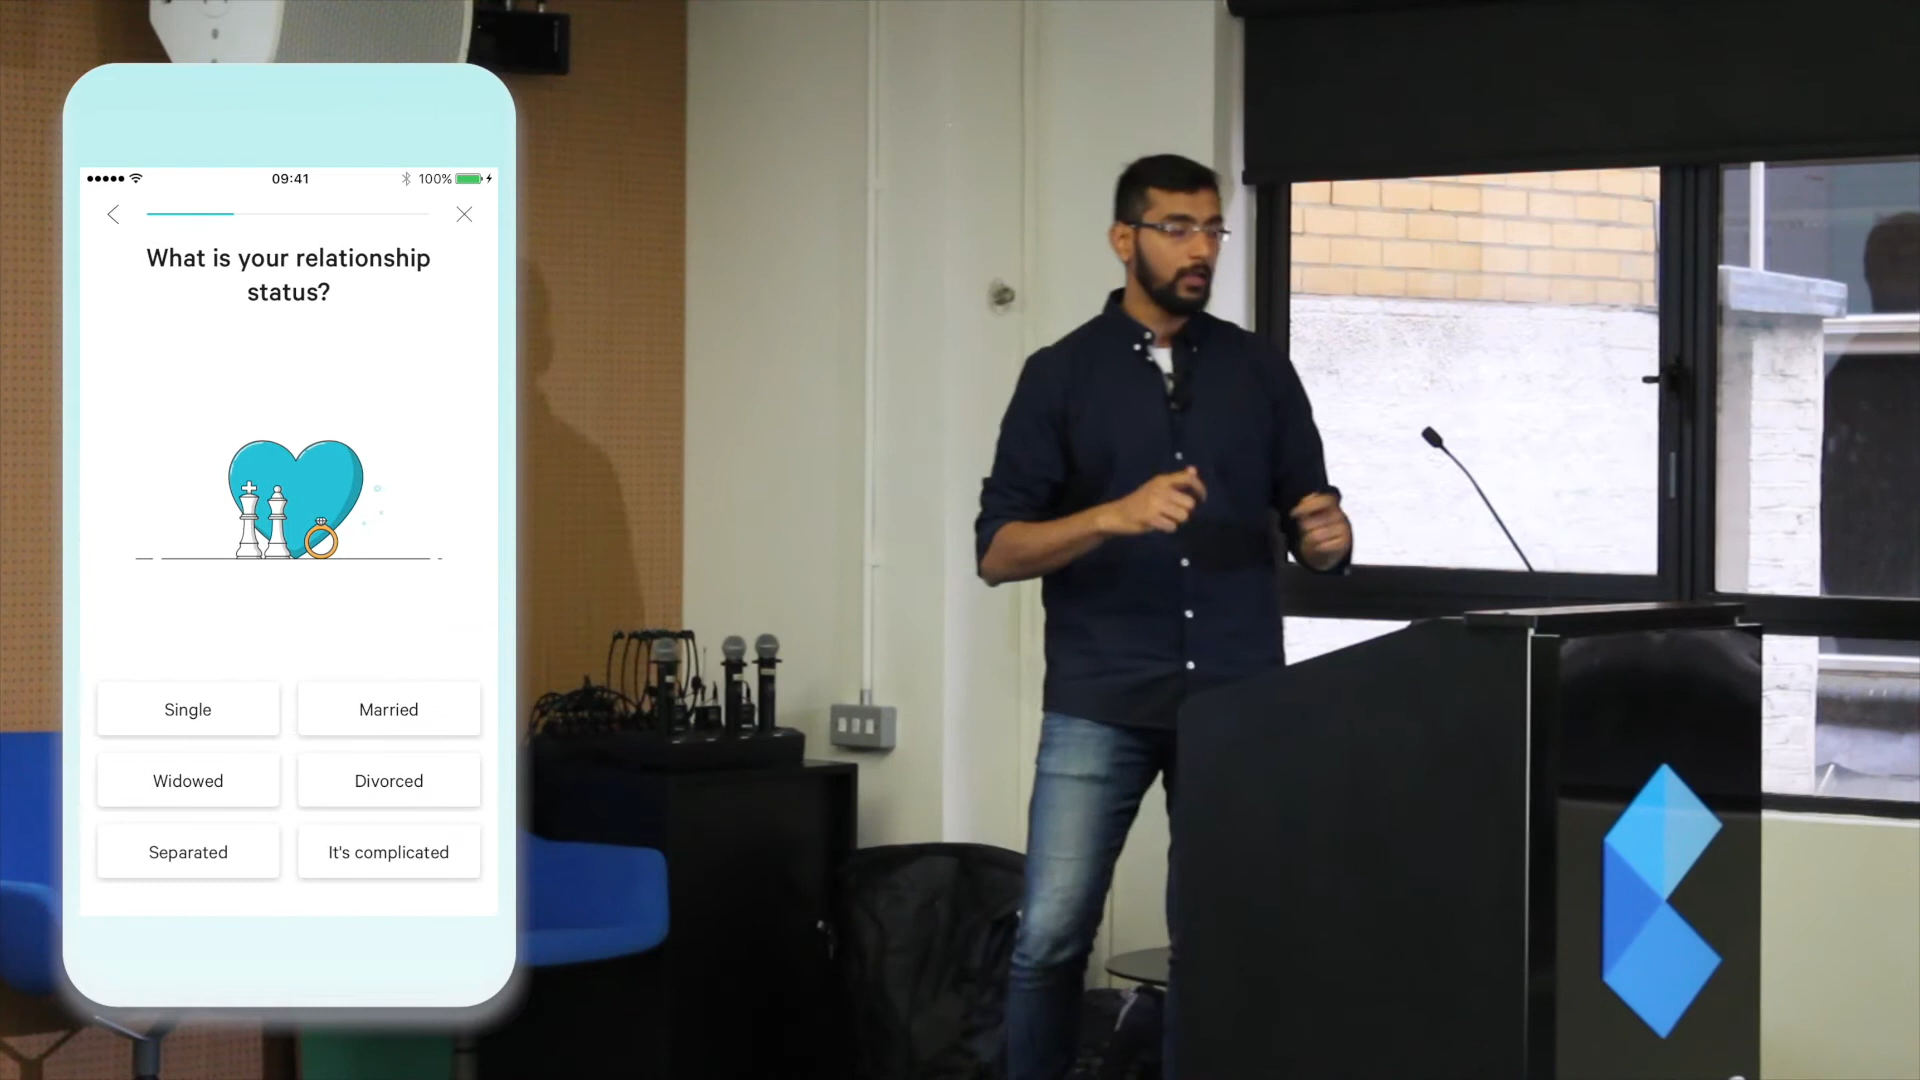 09:41
100%
What is your relationship
status?
Single
Married
Widowed
Divorced
Separated
It's complicated